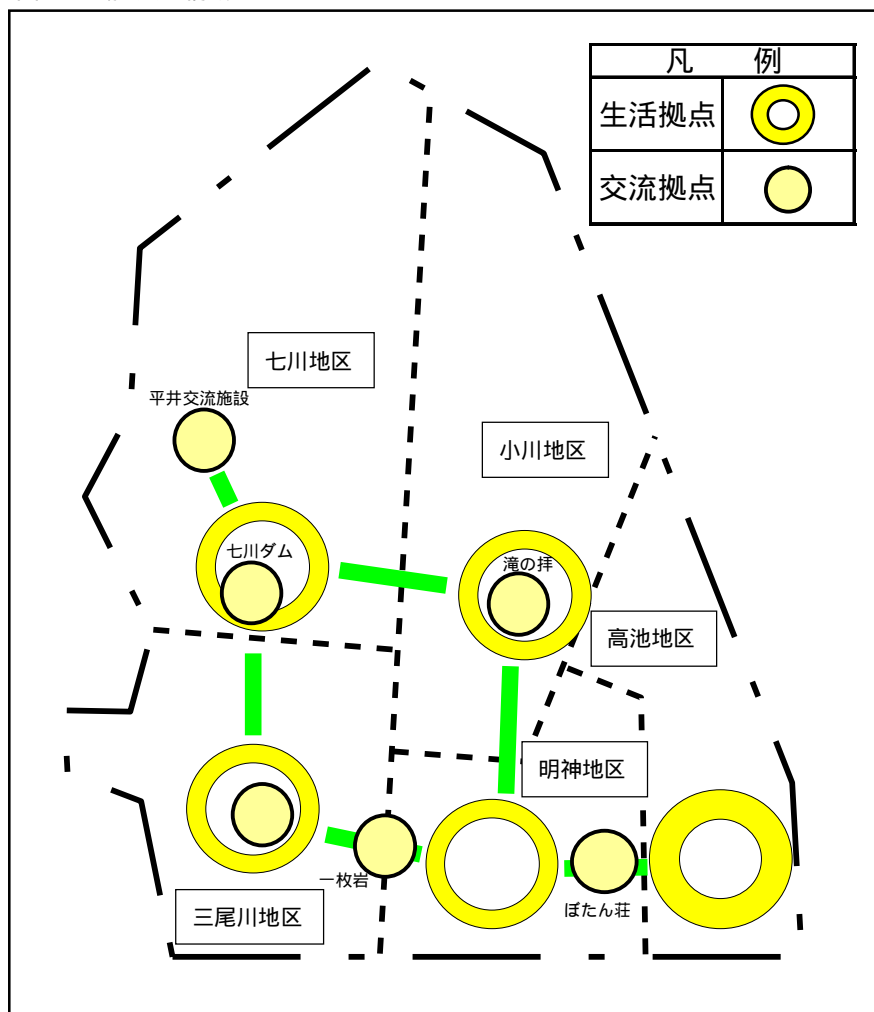 凡 例
生活拠点
交流拠点
七川地区
平井交流施設
小川地区
七川ダム
滝の拝
高池地区
明神地区
一枚岩
ぼたん荘
三尾川地区